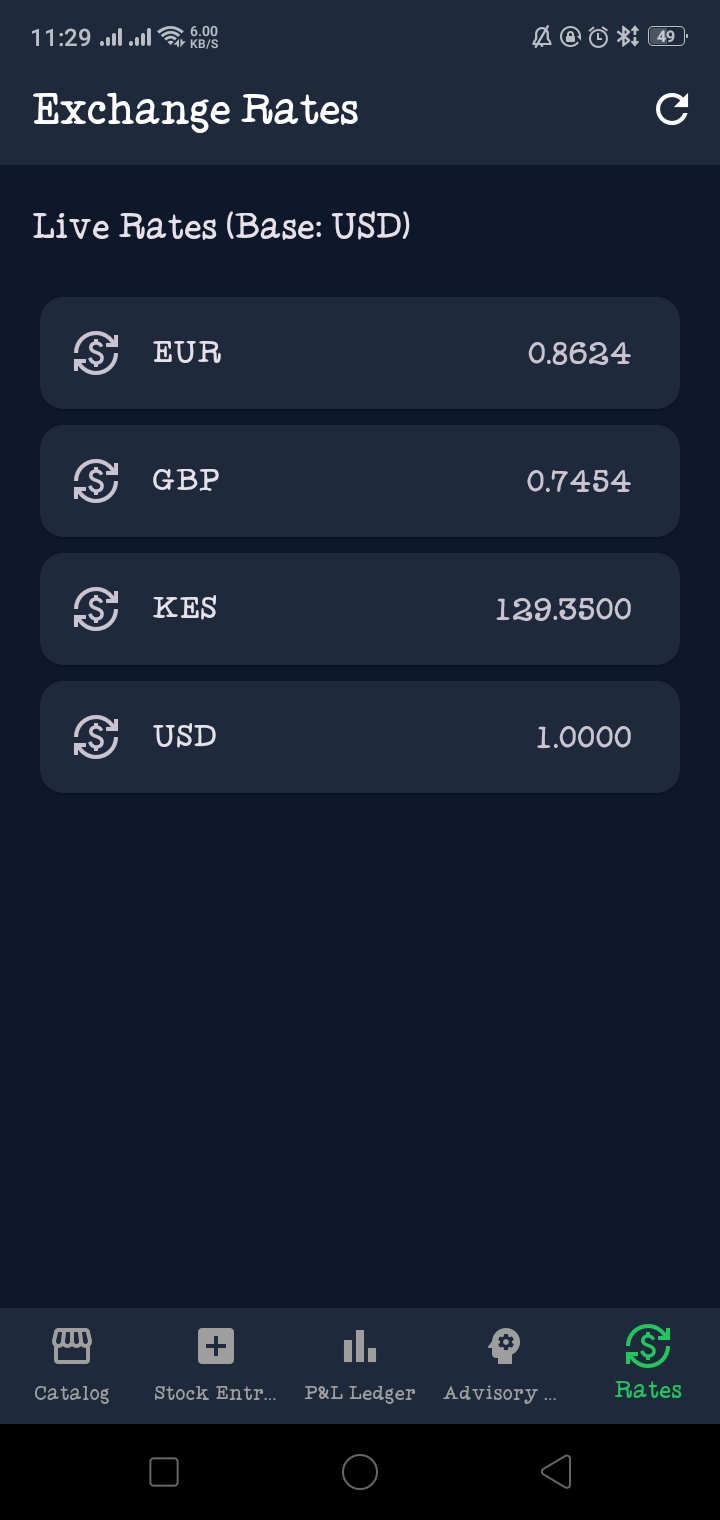 11:29 6.00 KB/S 49
Exchange Rates
Live Rates (Base: USD)
EUR 0.8624
GBP 0.7454
KES 129.3500
USD 1.0000
Catalog Stock Entr... P&L Ledger Advisory ... Rates